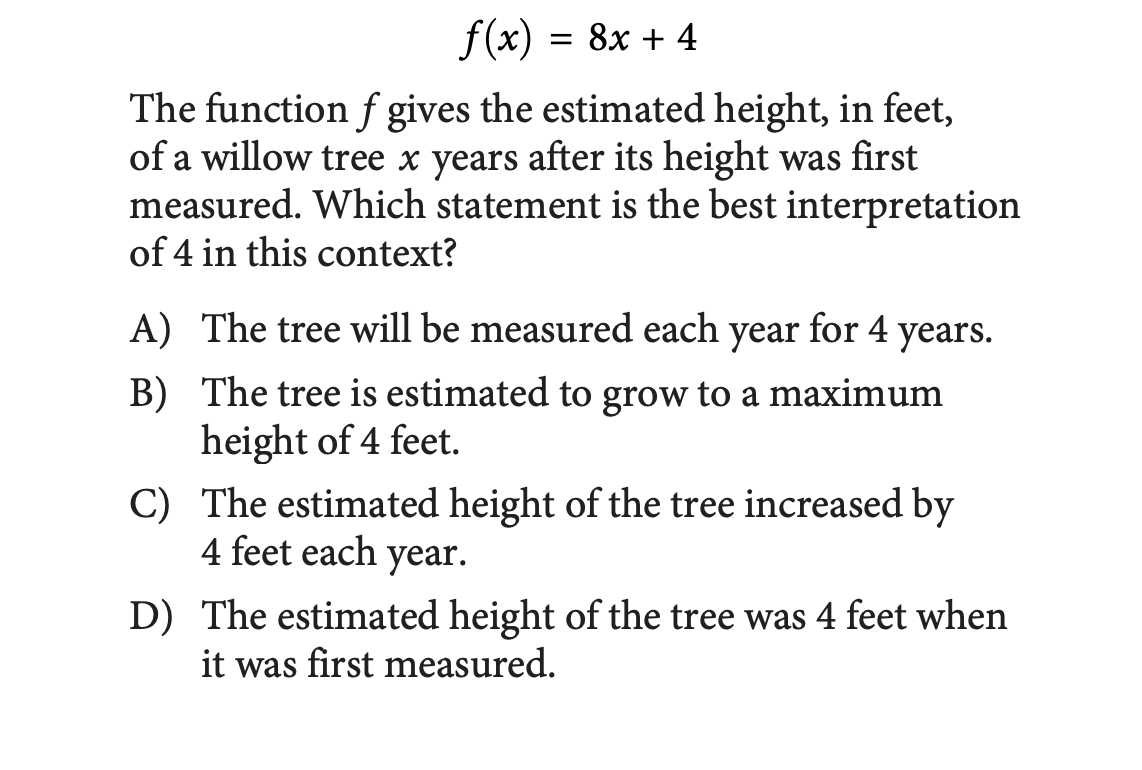 f(x) = 8x + 4
The function f gives the estimated height, in feet,
of a willow tree x years after its height was first
measured. Which statement is the best interpretation
of 4 in this context?
A) The tree will be measured each year for 4 years.
B) The tree is estimated to grow to a maximum
height of 4 feet.
C) The estimated height of the tree increased by
4 feet each year.
D) The estimated height of the tree was 4 feet when
it was first measured.